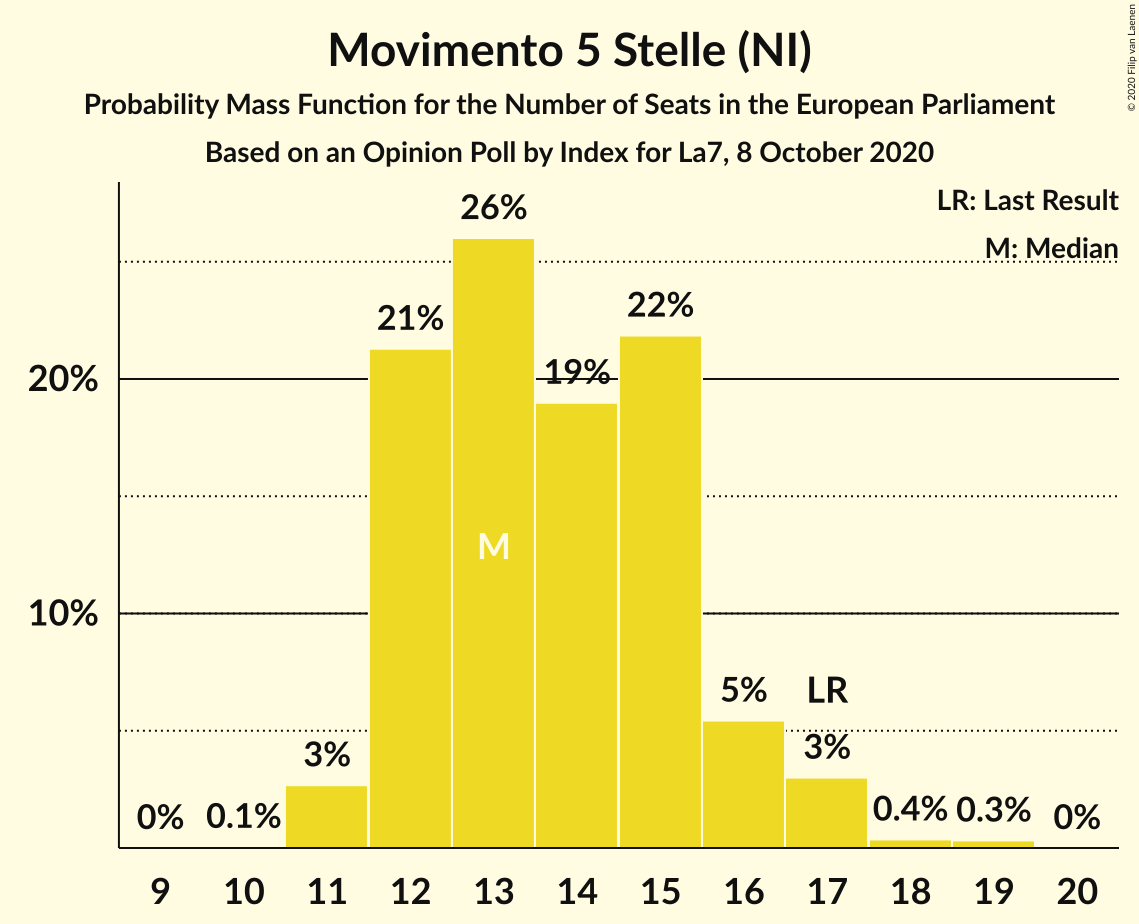 Movimento 5 Stelle (NI)
Probability Mass Function for the Number of Seats in the European Parliament
Based on an Opinion Poll by Index for La7, 8 October 2020
© 2020 Filip van Laenen
LR: Last Result
M: Median
26%
22%
21%
19%
20%
M
10%
5%
LR
3%
3%
0%
0.1%
0.4%
0.3%
0%
9 10 11 12 13 14 15 16 17 18 19 20